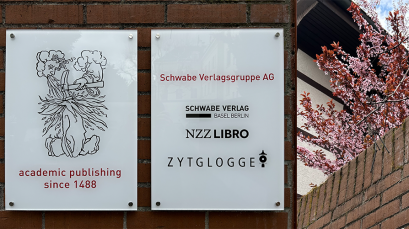 academic publishing
since 1488
Schwabe Verlagsgruppe AG
SCHWABE VERLAG
BASEL BERLIN
NZZ LIBRO
ZYTGLOGGE